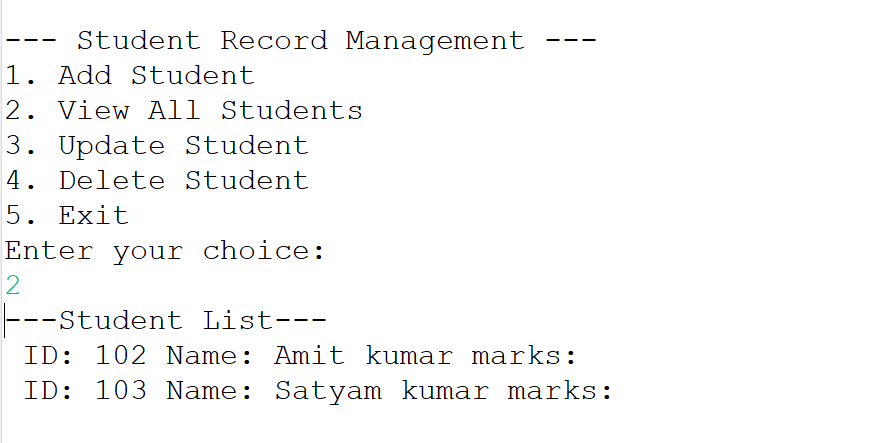 --- Student Record Management ---
1. Add Student
2. View All Students
3. Update Student
4. Delete Student
5. Exit
Enter your choice:
2
---Student List---
ID: 102 Name: Amit kumar marks:
ID: 103 Name: Satyam kumar marks: